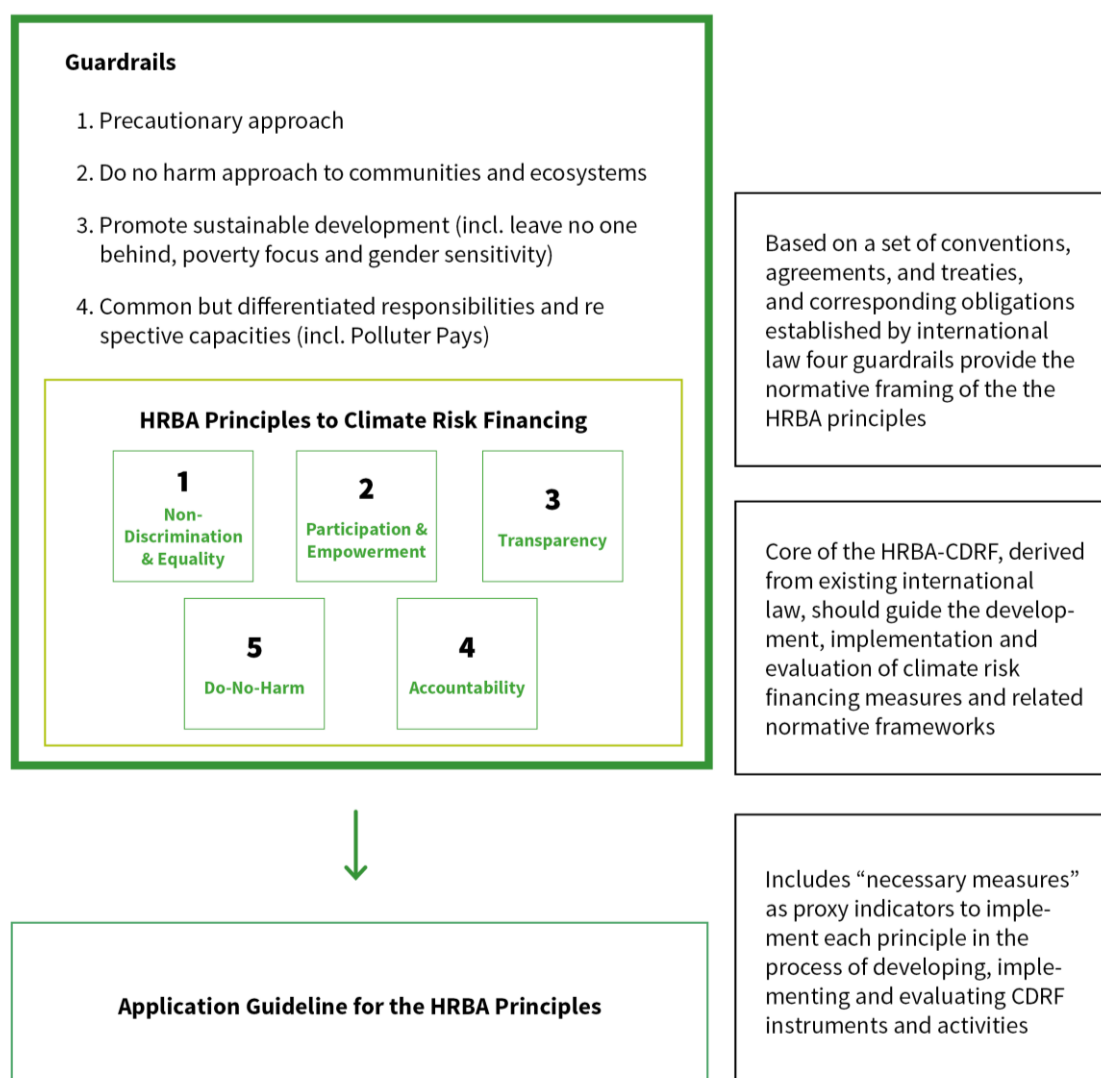 Guardrails
1. Precautionary approach
2. Do no harm approach to communities and ecosystems
3. Promote sustainable development (incl. leave no one
behind, poverty focus and gender sensitivity)
4. Common but differentiated responsibilities and re
spective capacities (incl. Polluter Pays)
HRBA Principles to Climate Risk Financing
1
Non-
Discrimination
& Equality
2
Participation &
Empowerment
3
Transparency
5
Do-No-Harm
4
Accountability
Based on a set of conventions,
agreements, and treaties,
and corresponding obligations
established by international
law four guardrails provide the
normative framing of the the
HRBA principles
Core of the HRBA-CDRF, derived
from existing international
law, should guide the develop-
ment, implementation and
evaluation of climate risk
financing measures and related
normative frameworks
Application Guideline for the HRBA Principles
Includes “necessary measures”
as proxy indicators to imple-
ment each principle in the
process of developing, imple-
menting and evaluating CDRF
instruments and activities